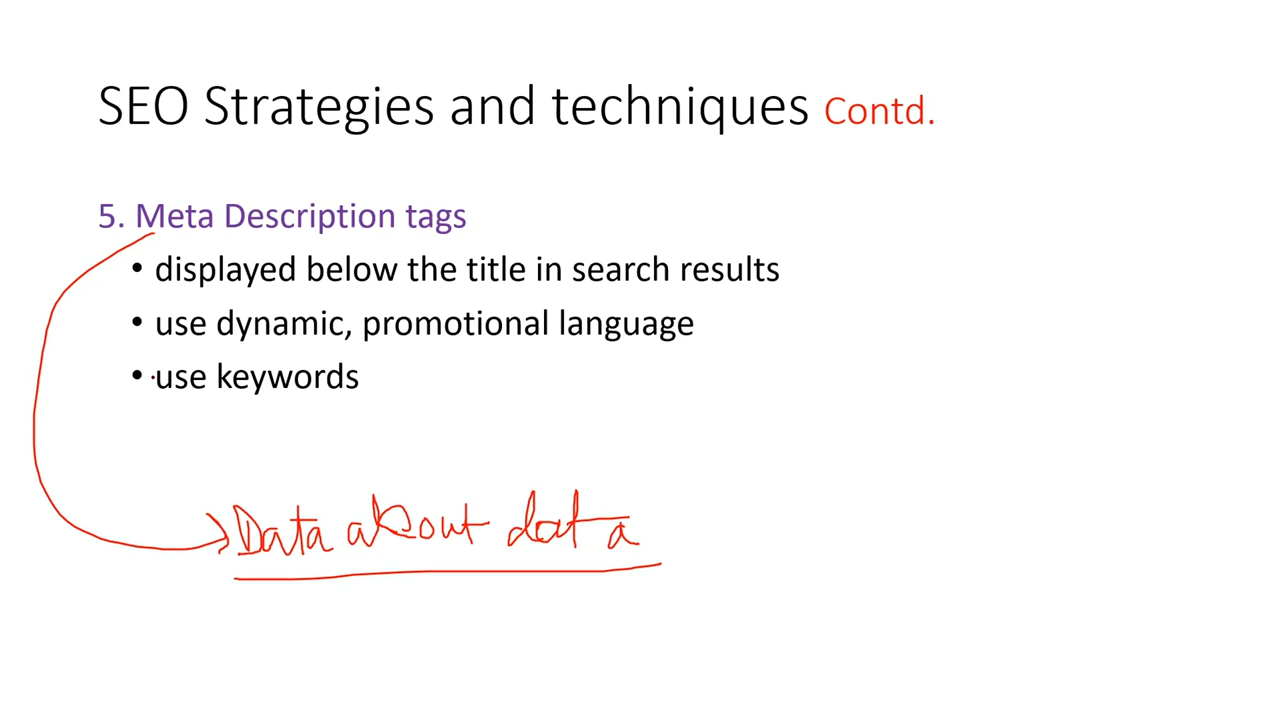 SEO Strategies and techniques Contd.
5. Meta Description tags
• displayed below the title in search results
• use dynamic, promotional language
• use keywords
Data about data